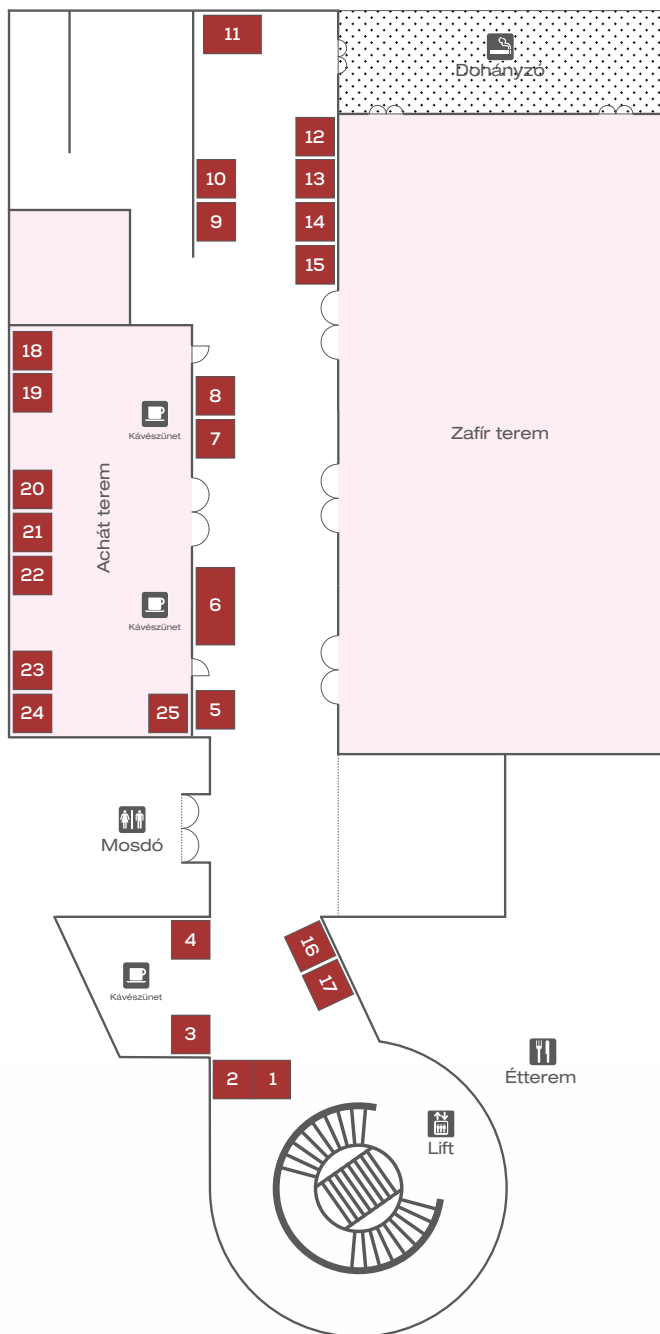 11
Dohányzó
12
10
13
9
14
15
18
19
8
Kávészünet
7
Zafír terem
20
Achát terem
21
22
6
Kávészünet
23
24
25
5
Mosdó
4
16
17
Kávészünet
3
2
1
Étterem
Lift